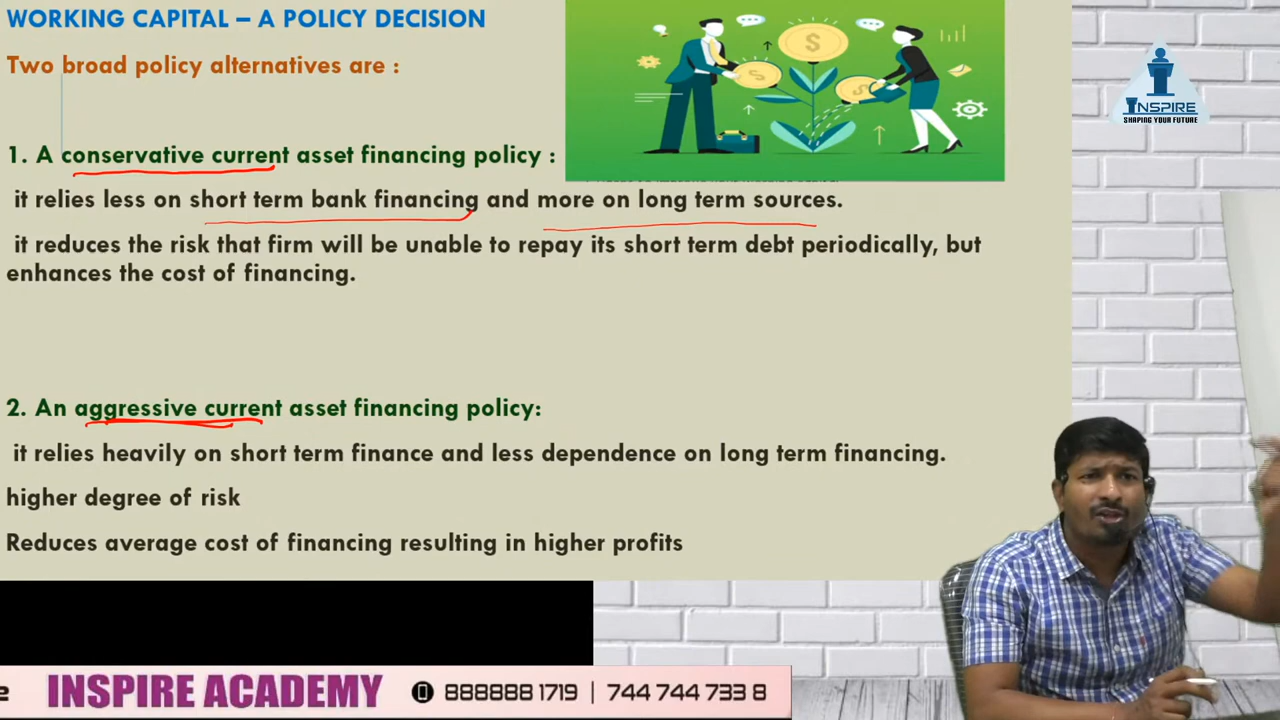 WORKING CAPITAL – A POLICY DECISION
Two broad policy alternatives are :
1. A conservative current asset financing policy :
it relies less on short term bank financing and more on long term sources.
it reduces the risk that firm will be unable to repay its short term debt periodically, but
enhances the cost of financing.
2. An aggressive current asset financing policy:
it relies heavily on short term finance and less dependence on long term financing.
higher degree of risk
Reduces average cost of financing resulting in higher profits
INSPIRE
SHAPING YOUR FUTURE
e INSPIRE ACADEMY 888888 1719 | 744 744 733 8